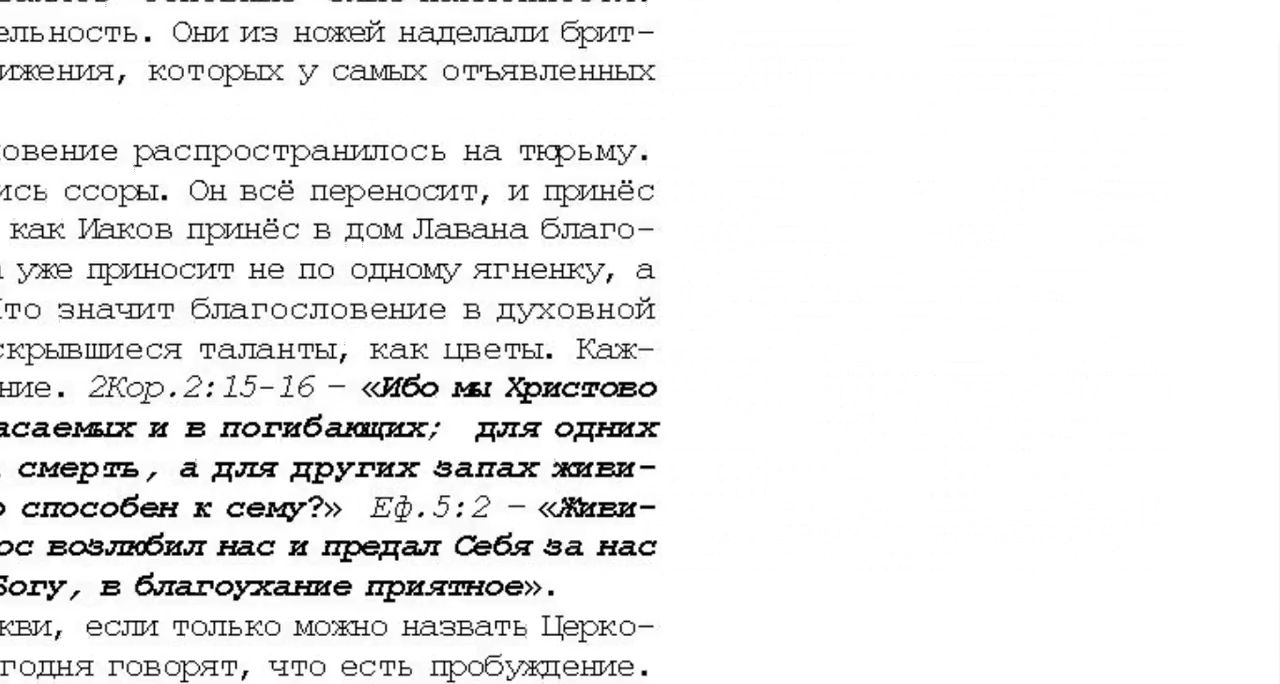 ельность. Они из ножей наделали брит-
ижения, которых у самых отъявленных
овение распространилось на тюрьму.
ись ссоры. Он всё переносит, и принёс
как Иаков принёс в дом Лавана благо-
уже приносит не по одному ягненку, а
Что значит благословение в духовной
скрывшиеся таланты, как цветы. Каж-
ние. 2Кор.2:15-16 – «Ибо мы Христово
асаемых и в погибающих; для одних
смерть, а для других запах живи-
способен к сему?» Еф.5:2 – «Живи-
ос возлюбил нас и предал Себя за нас
Богу, в благоухание приятное».
кви, если только можно назвать Церко-
годня говорят, что есть пробуждение.